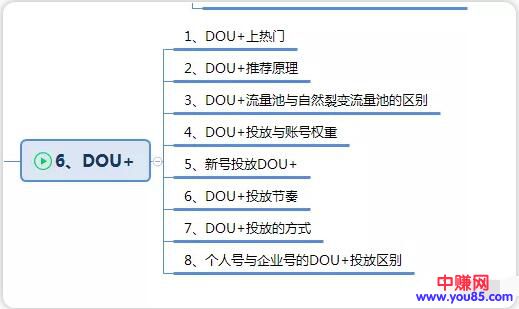 1、DOU+上热门
2、DOU+推荐原理
3、DOU+流量池与自然裂变流量池的区别
4、DOU+投放与账号权重
6、DOU+
5、新号投放DOU+
6、DOU+投放节奏
7、DOU+投放的方式
8、个人号与企业号的DOU+投放区别
中赚网
www.you85.com